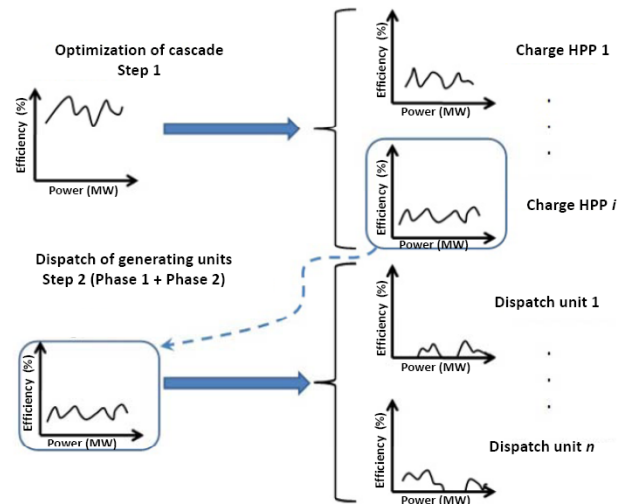 Optimization of cascade
Step 1
Efficiency (%)
Power (MW)
Efficiency (%)
Power (MW)
Charge HPP 1
Efficiency (%)
Power (MW)
Charge HPP i
Dispatch of generating units
Step 2 (Phase 1 + Phase 2)
Efficiency (%)
Power (MW)
Efficiency (%)
Power (MW)
Dispatch unit 1
Efficiency (%)
Power (MW)
Dispatch unit n